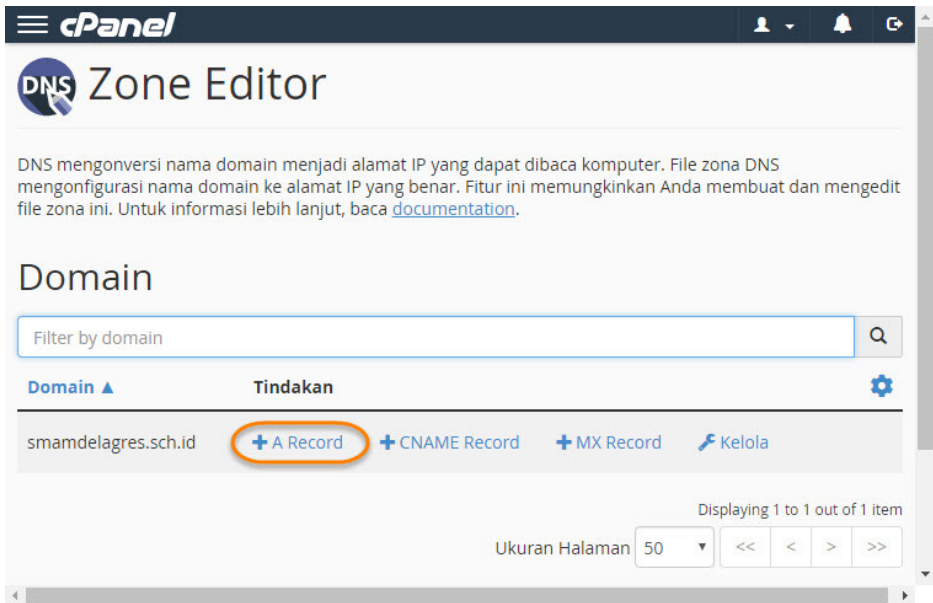 cPanel
DNS Zone Editor
DNS mengonversi nama domain menjadi alamat IP yang dapat dibaca komputer. File zona DNS
mengonfigurasi nama domain ke alamat IP yang benar. Fitur ini memungkinkan Anda membuat dan mengedit
file zona ini. Untuk informasi lebih lanjut, baca documentation.
Domain
Filter by domain
Domain ▲ Tindakan
smamdelagres.sch.id + A Record + CNAME Record + MX Record Kelola
Displaying 1 to 1 out of 1 item
Ukuran Halaman 50 << < > >>